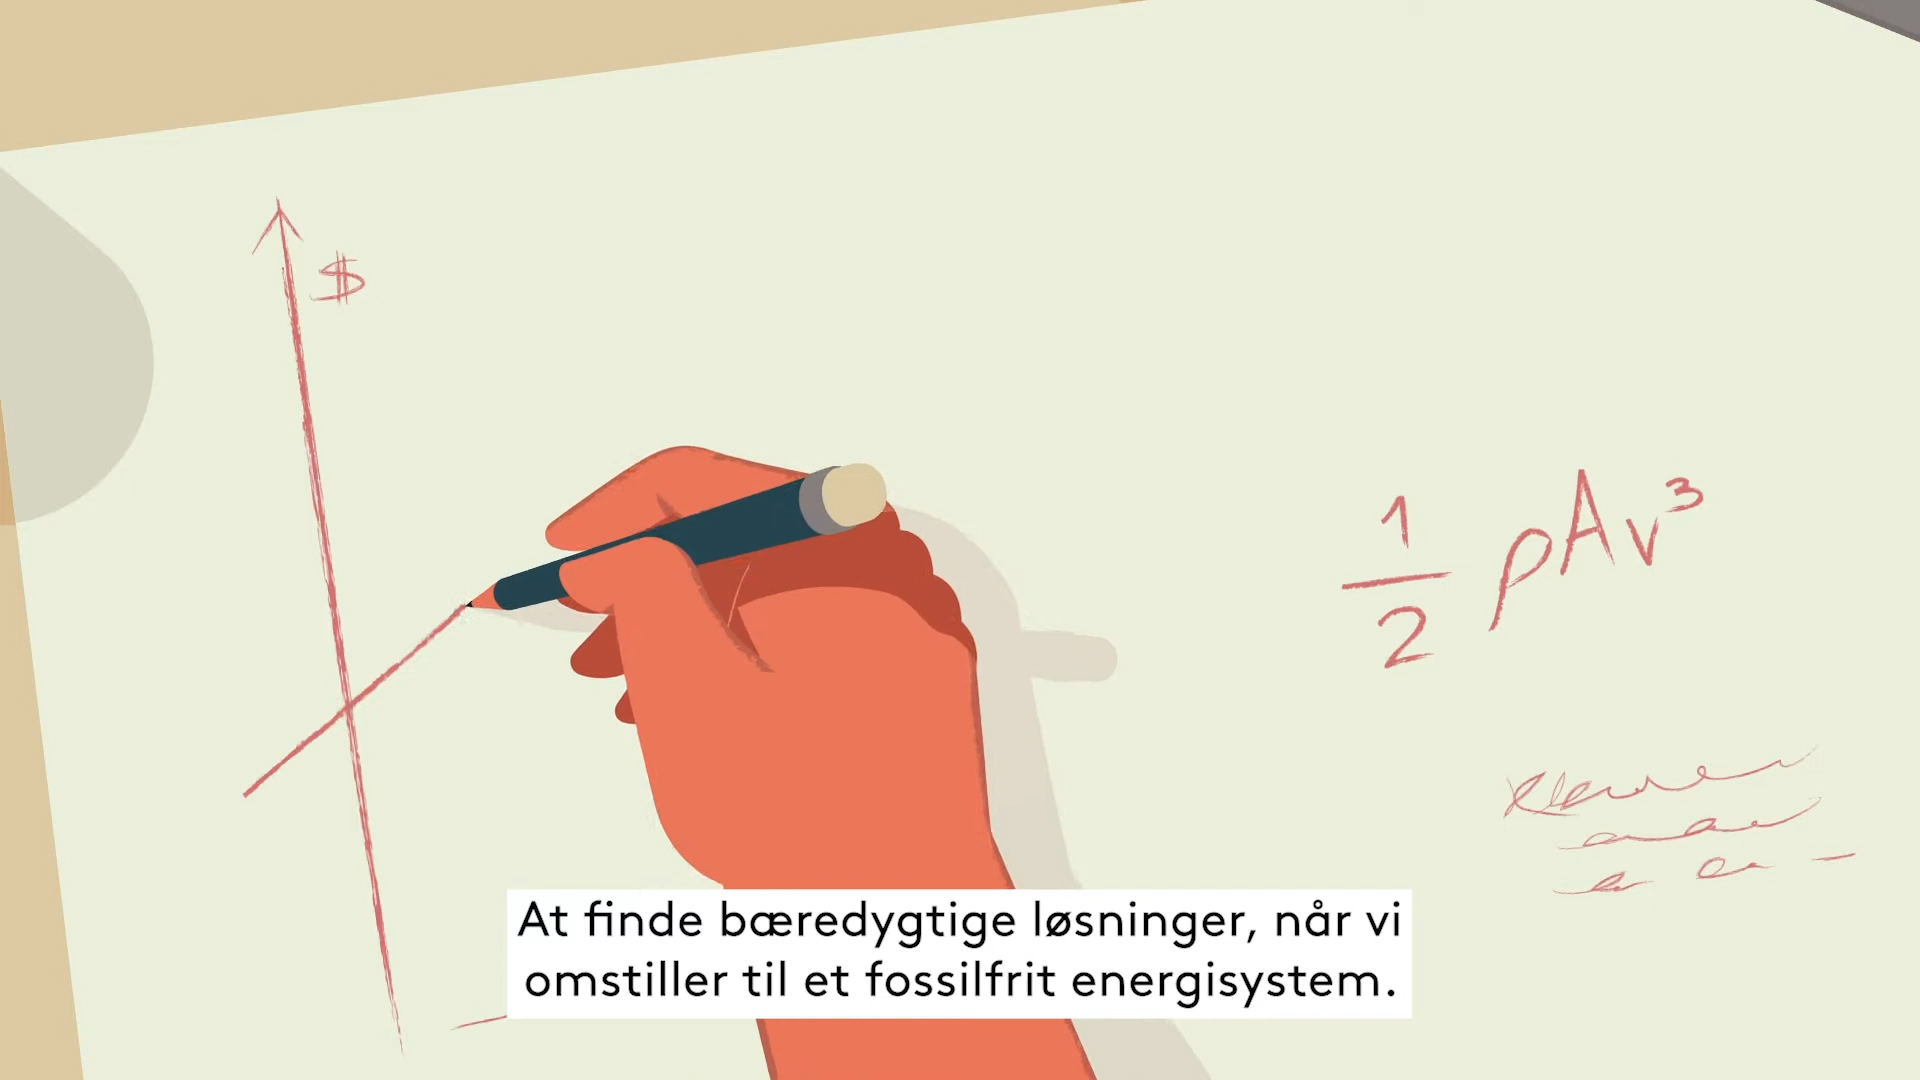 $
1
2
ρAv³
At finde bæredygtige løsninger, når vi
omstiller til et fossilfrit energisystem.